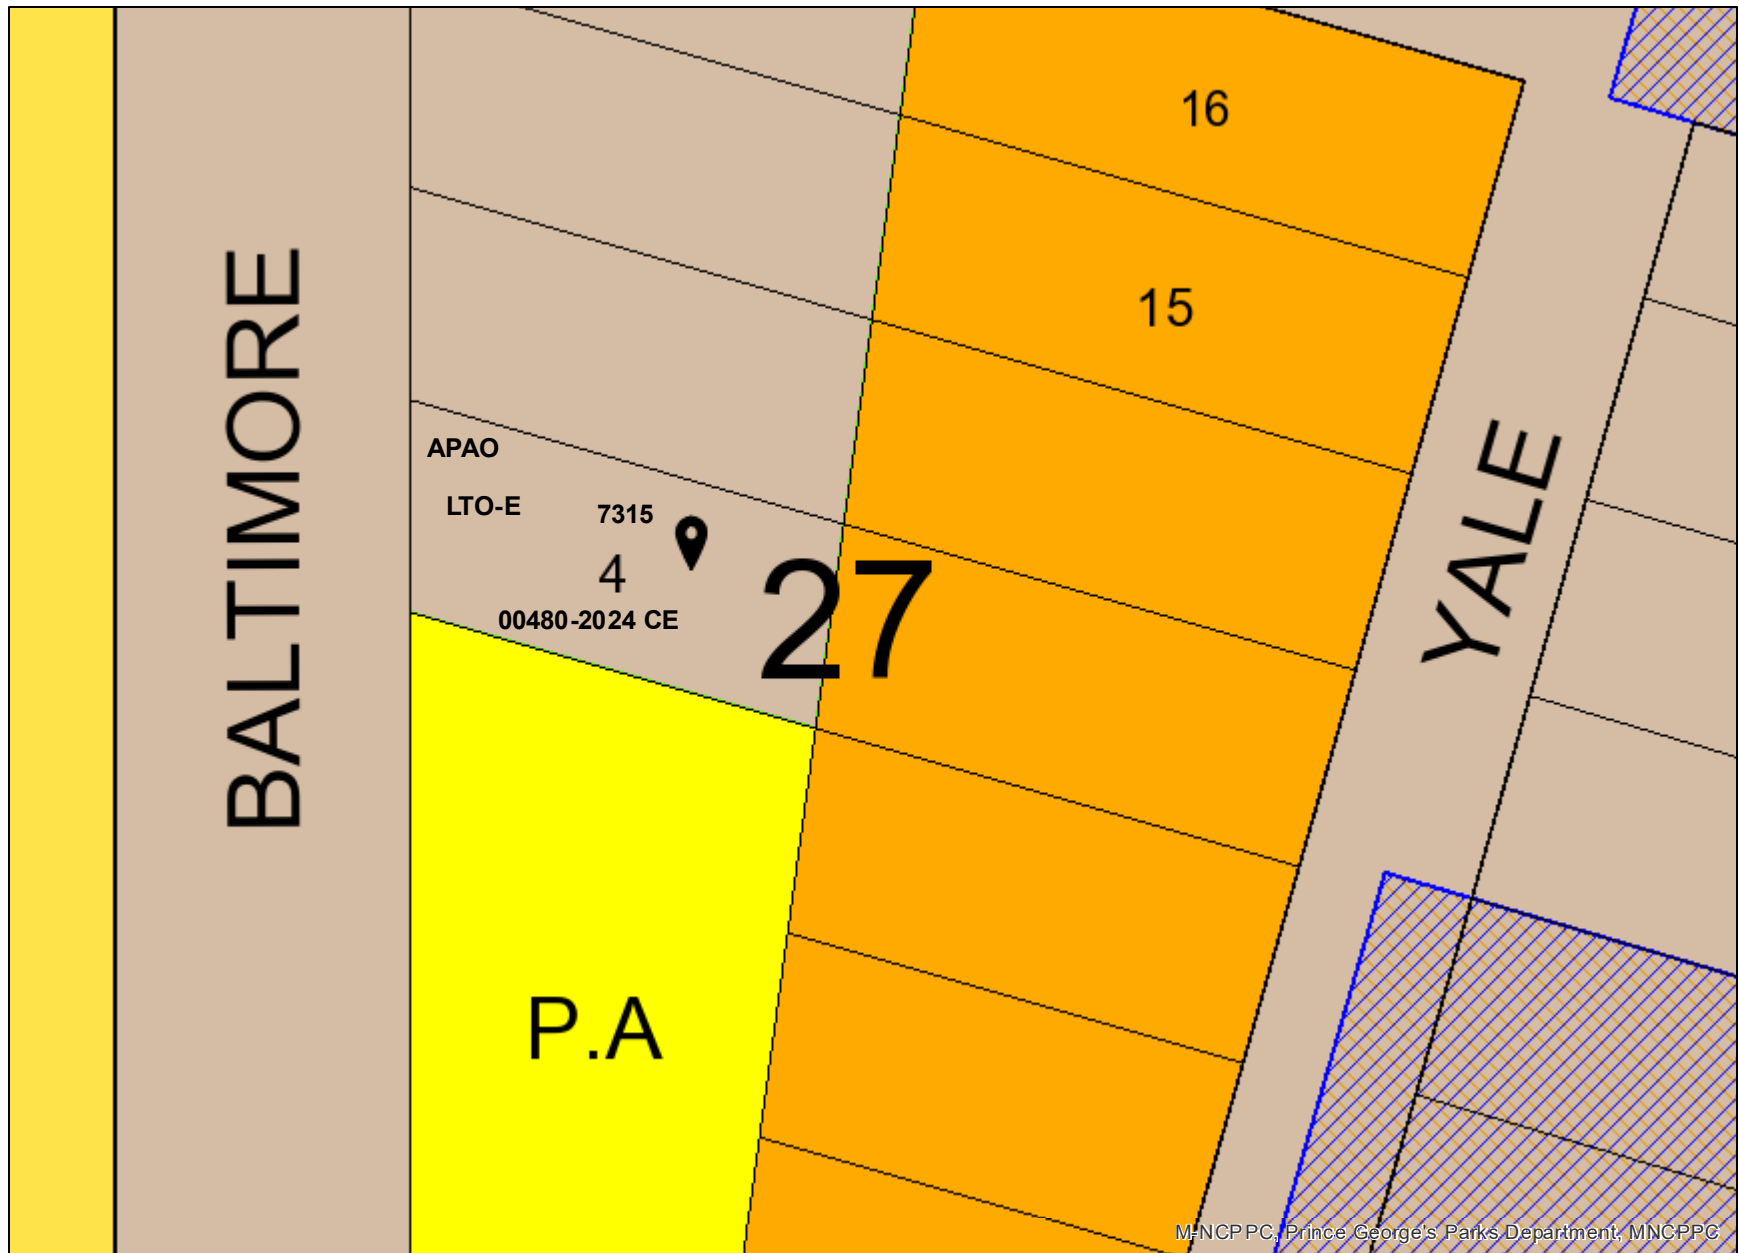 16
15
BALTIMORE
APAO
LTO-E
7315
4
00480-2024 CE
27
YALE
P.A
M-NCPPC, Prince George's Parks Department, MNCPPC